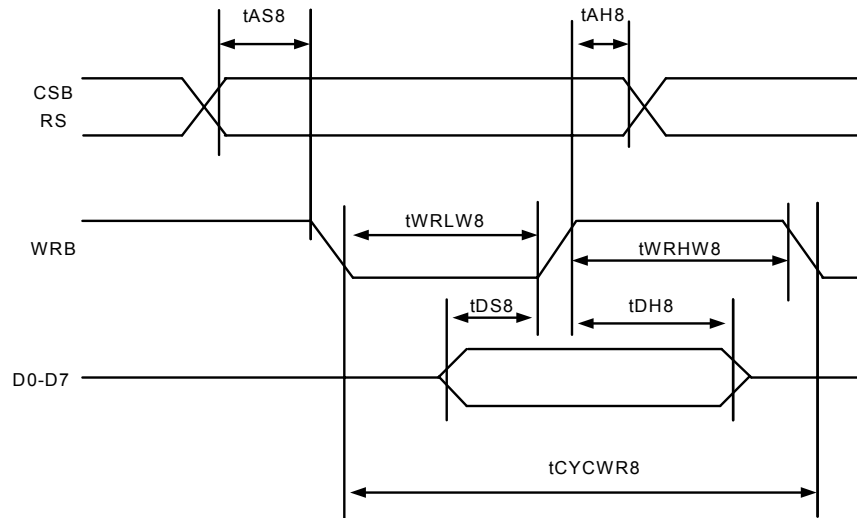 tAS8
tAH8
CSB
RS
tWRLW8
WRB
tWRHW8
tDS8
tDH8
D0-D7
tCYCWR8